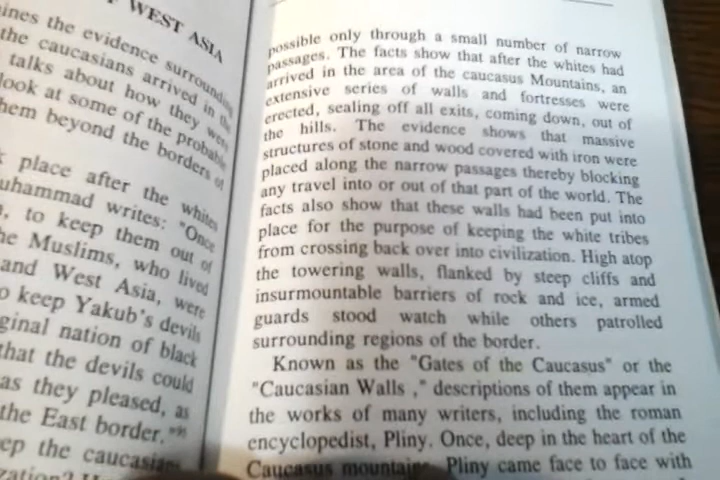 WEST ASIA
ines the evidence surrounding
the caucasians arrived in the
talks about how they were
look at some of the probable
hem beyond the borders of
place after the whites
uhammad writes: "Once
, to keep them out of
he Muslims, who lived
and West Asia, were
o keep Yakub's devils
ginal nation of black
that the devils could
as they pleased, as
the East border."
ep the caucasians
zation?
possible only through a small number of narrow
passages. The facts show that after the whites had
arrived in the area of the caucasus Mountains, an
extensive series of walls and fortresses were
erected, sealing off all exits, coming down, out of
the hills. The evidence shows that massive
structures of stone and wood covered with iron were
placed along the narrow passages thereby blocking
any travel into or out of that part of the world. The
facts also show that these walls had been put into
place for the purpose of keeping the white tribes
from crossing back over into civilization. High atop
the towering walls, flanked by steep cliffs and
insurmountable barriers of rock and ice, armed
guards stood watch while others patrolled
surrounding regions of the border.
Known as the "Gates of the Caucasus" or the
"Caucasian Walls ," descriptions of them appear in
the works of many writers, including the roman
encyclopedist, Pliny. Once, deep in the heart of the
Caucasus mountains, Pliny came face to face with